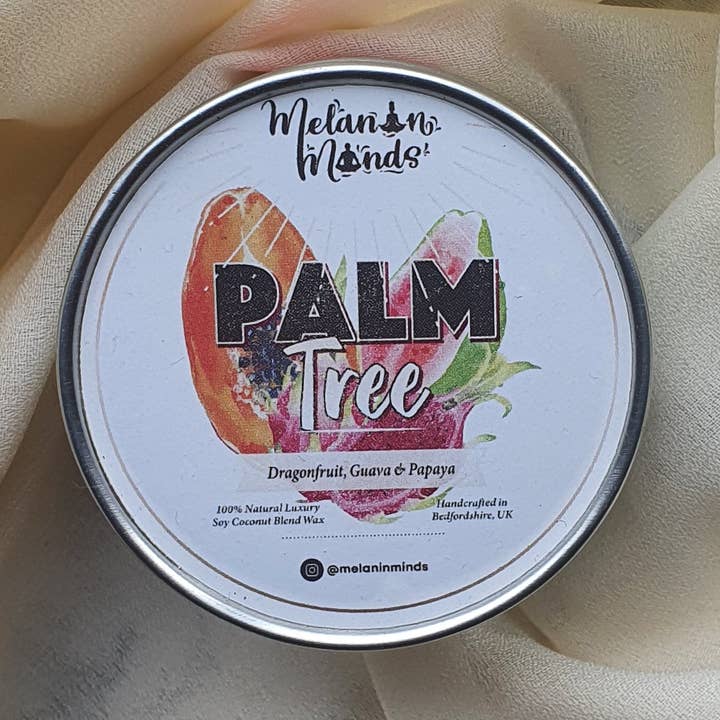 Melanin
Minds
PALM
Tree
Dragonfruit, Guava & Papaya
100% Natural Luxury
Soy Coconut Blend Wax
Handcrafted in
Bedfordshire, UK
@melaninminds